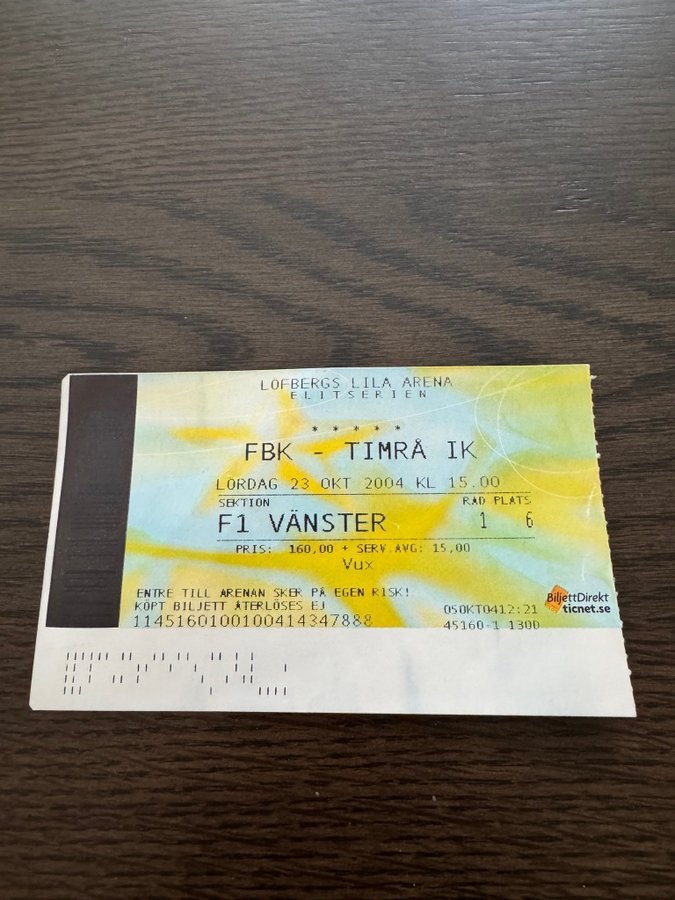 LÖFBERGS LILA ARENA
ELITSERIEN
* * * * *
FBK - TIMRÅ IK
LÖRDAG 23 OKT 2004 KL 15.00
SEKTION RAD PLATS
F1 VÄNSTER 1 6
PRIS: 160,00 + SERV.AVG: 15,00
Vux
ENTRE TILL ARENAN SKER PÅ EGEN RISK!
KÖPT BILJETT ÅTERLÖSES EJ
05OKT0412:21
1145160100100414347888
45160-1 1300
BiljettDirekt
ticnet.se